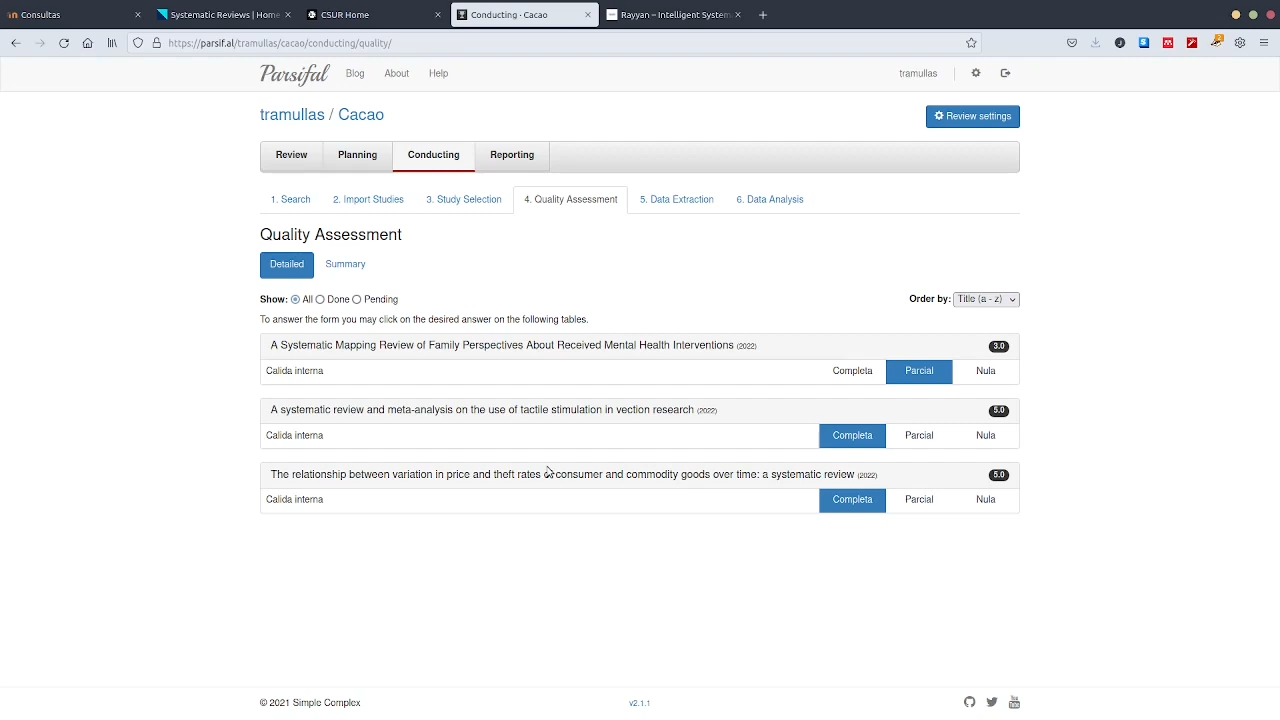 Consultas
Systematic Reviews | Home
CSUR Home
Conducting · Cacao
Rayyan – Intelligent System
https://parsif.al/tramullas/cacao/conducting/quality/
Parsifal Blog About Help tramullas
tramullas / Cacao Review settings
Review Planning Conducting Reporting
1. Search 2. Import Studies 3. Study Selection 4. Quality Assessment 5. Data Extraction 6. Data Analysis
Quality Assessment
Detailed Summary
Show: All Done Pending Order by: Title (a - z)
To answer the form you may click on the desired answer on the following tables.
A Systematic Mapping Review of Family Perspectives About Received Mental Health Interventions (2022) 3.0
Calida interna Completa Parcial Nula
A systematic review and meta-analysis on the use of tactile stimulation in vection research (2022) 5.0
Calida interna Completa Parcial Nula
The relationship between variation in price and theft rates of consumer and commodity goods over time: a systematic review (2022) 5.0
Calida interna Completa Parcial Nula
© 2021 Simple Complex v2.1.1